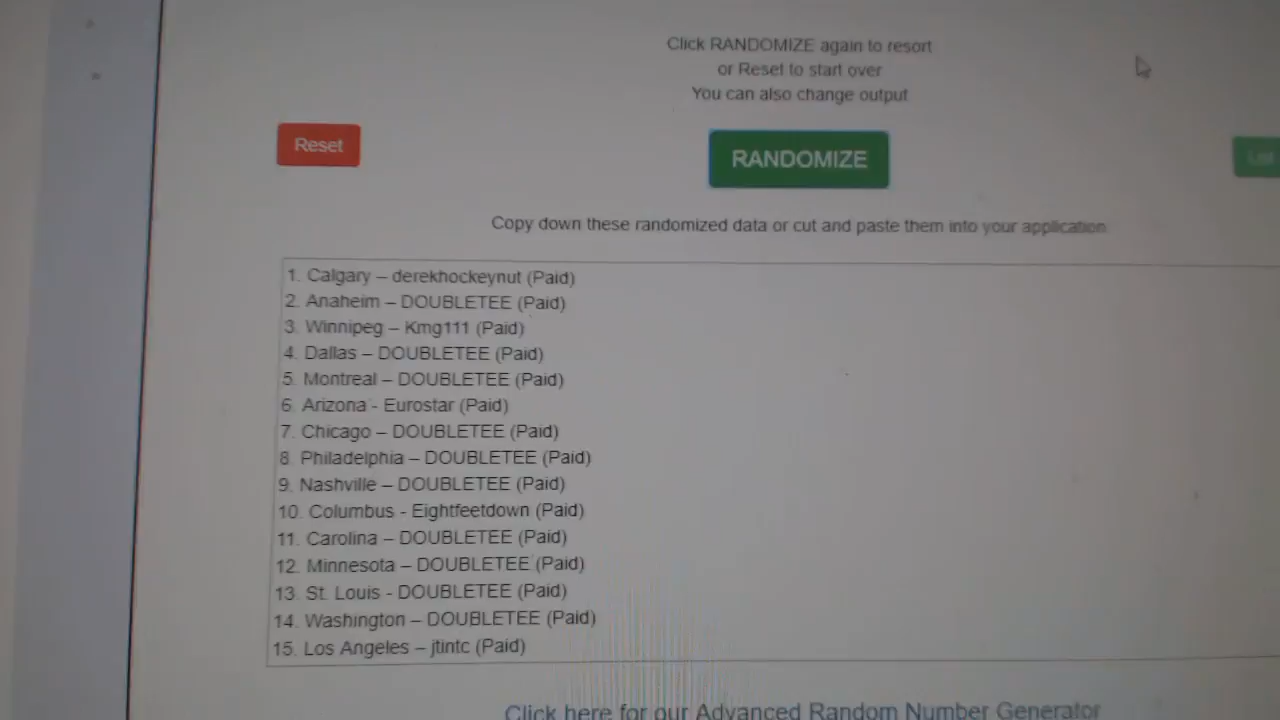 Click RANDOMIZE again to resort
or Reset to start over
You can also change output
Reset
RANDOMIZE
List
Copy down these randomized data or cut and paste them into your application
1. Calgary – derekhockeynut (Paid)
2. Anaheim – DOUBLETEE (Paid)
3. Winnipeg – Kmg111 (Paid)
4. Dallas – DOUBLETEE (Paid)
5. Montreal – DOUBLETEE (Paid)
6. Arizona - Eurostar (Paid)
7. Chicago – DOUBLETEE (Paid)
8. Philadelphia – DOUBLETEE (Paid)
9. Nashville – DOUBLETEE (Paid)
10. Columbus - Eightfeetdown (Paid)
11. Carolina – DOUBLETEE (Paid)
12. Minnesota – DOUBLETEE (Paid)
13. St. Louis - DOUBLETEE (Paid)
14. Washington – DOUBLETEE (Paid)
15. Los Angeles – jtintc (Paid)
Click here for our Advanced Random Number Generator